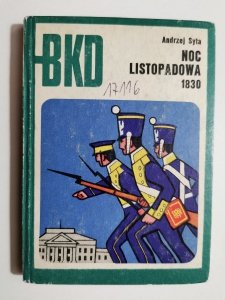 BKD
17116
Andrzej Syta
NOC
LISTOPADOWA
1830